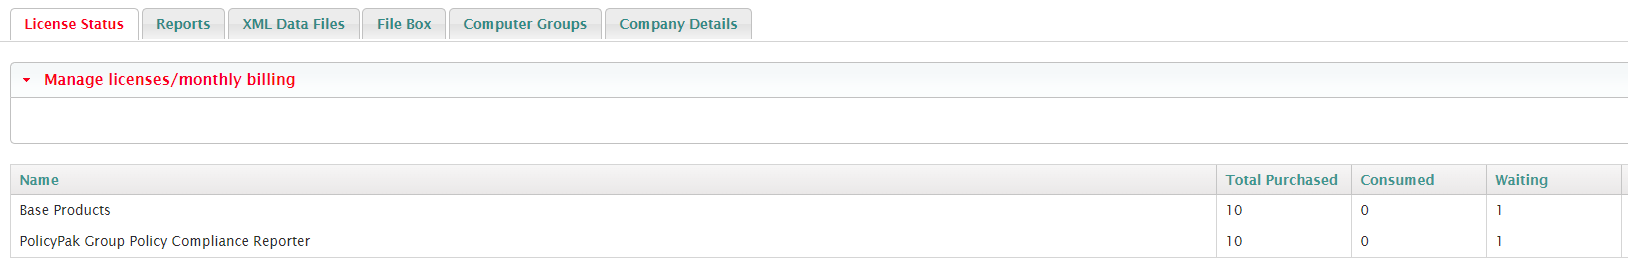 License Status Reports XML Data Files File Box Computer Groups Company Details
Manage licenses/monthly billing
Name Total Purchased Consumed Waiting
Base Products 10 0 1
PolicyPak Group Policy Compliance Reporter 10 0 1